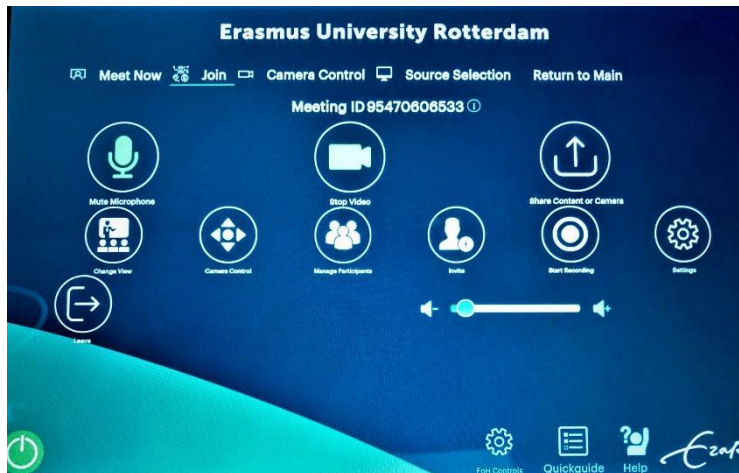 Erasmus University Rotterdam
Meet Now Join Camera Control Source Selection Return to Main
Meeting ID 95470606533
Mute Microphone Stop Video Share Content or Camera
Change View Camera Control Manage Participants Invite Start Recording Settings
Leave
EoH Controls Quickguide Help